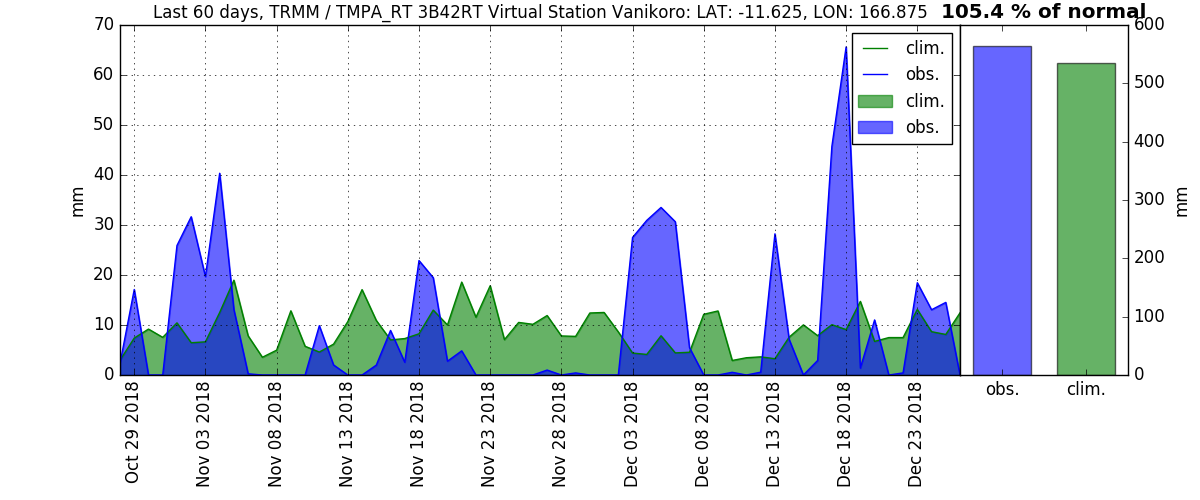 Last 60 days, TRMM / TMPA_RT 3B42RT Virtual Station Vanikoro: LAT: -11.625, LON: 166.875 105.4 % of normal
70
60
50
40
30
20
10
0
mm
clim.
obs.
clim.
obs.
Oct 29 2018
Nov 03 2018
Nov 08 2018
Nov 13 2018
Nov 18 2018
Nov 23 2018
Nov 28 2018
Dec 03 2018
Dec 08 2018
Dec 13 2018
Dec 18 2018
Dec 23 2018
600
500
400
300
200
100
0
mm
obs. clim.